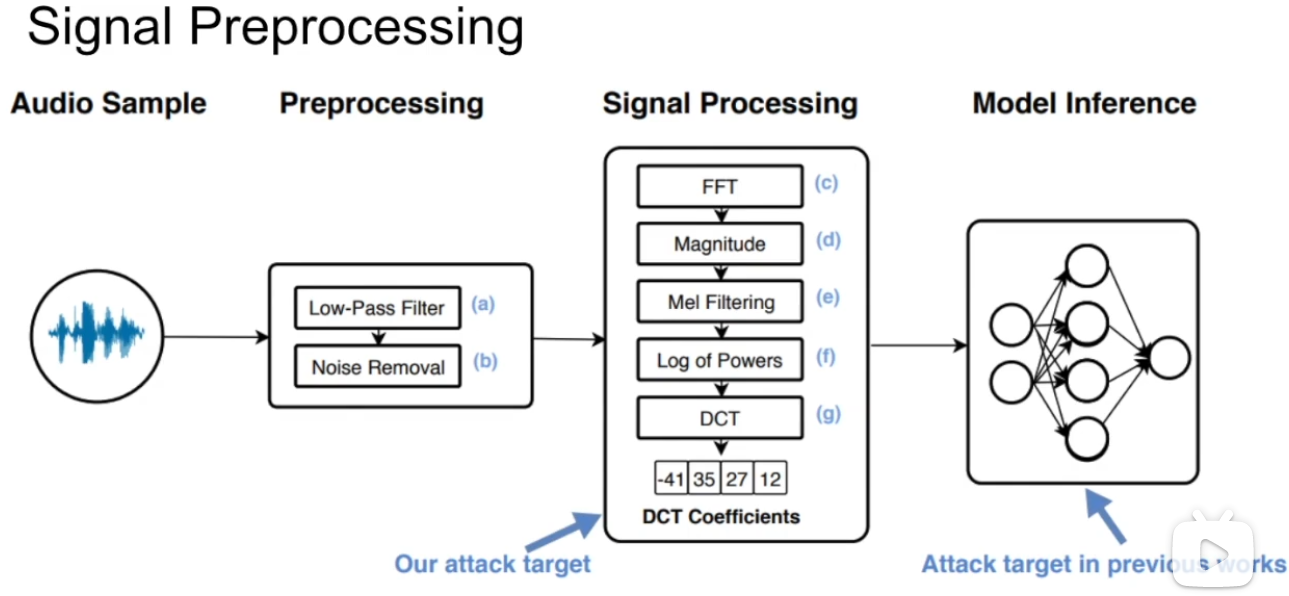 Signal Preprocessing
Audio Sample
Preprocessing
Signal Processing
Model Inference
Low-Pass Filter (a)
Noise Removal (b)
FFT (c)
Magnitude (d)
Mel Filtering (e)
Log of Powers (f)
DCT (g)
-41 35 27 12
DCT Coefficients
Our attack target
Attack target in previous works